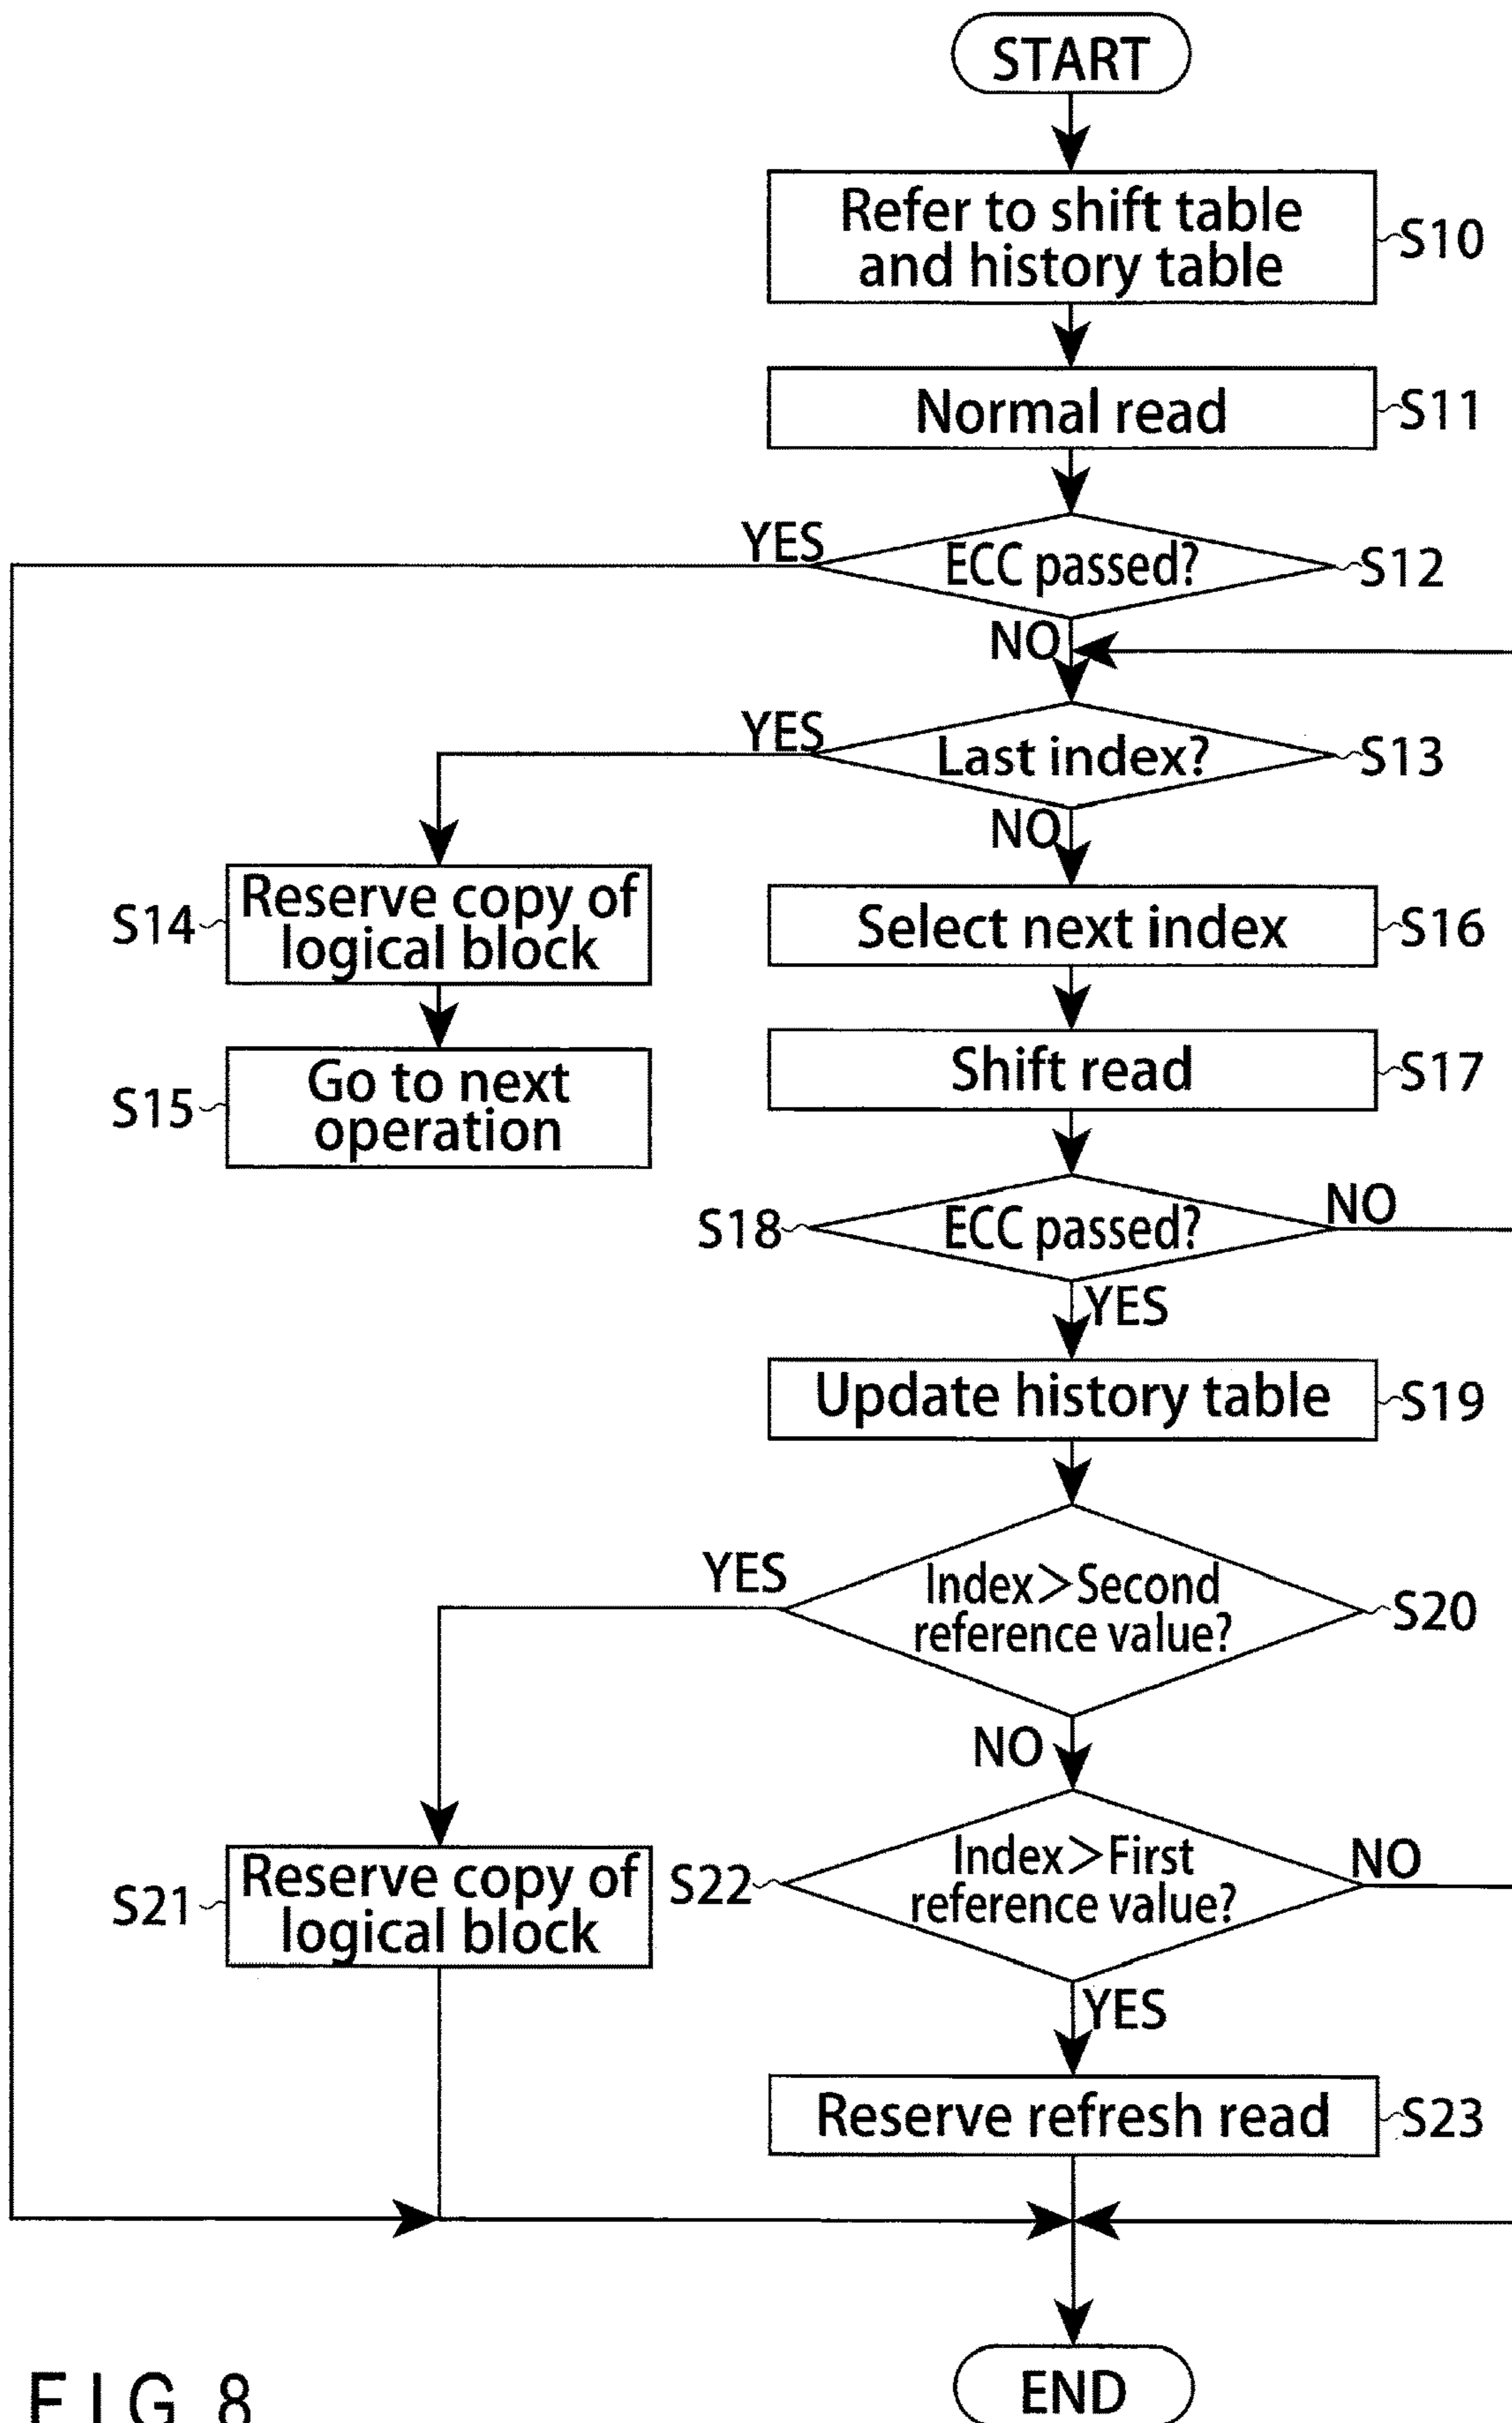 START
Refer to shift table
and history table
S10
Normal read
S11
YES
ECC passed?
S12
NO
YES
Last index?
S13
NO
S14
Reserve copy of
logical block
Select next index
S16
S15
Go to next
operation
Shift read
S17
S18
ECC passed?
NO
YES
Update history table
S19
YES
Index>Second
reference value?
S20
NO
S21
Reserve copy of
logical block
S22
Index>First
reference value?
NO
YES
Reserve refresh read
S23
END
FIG 8